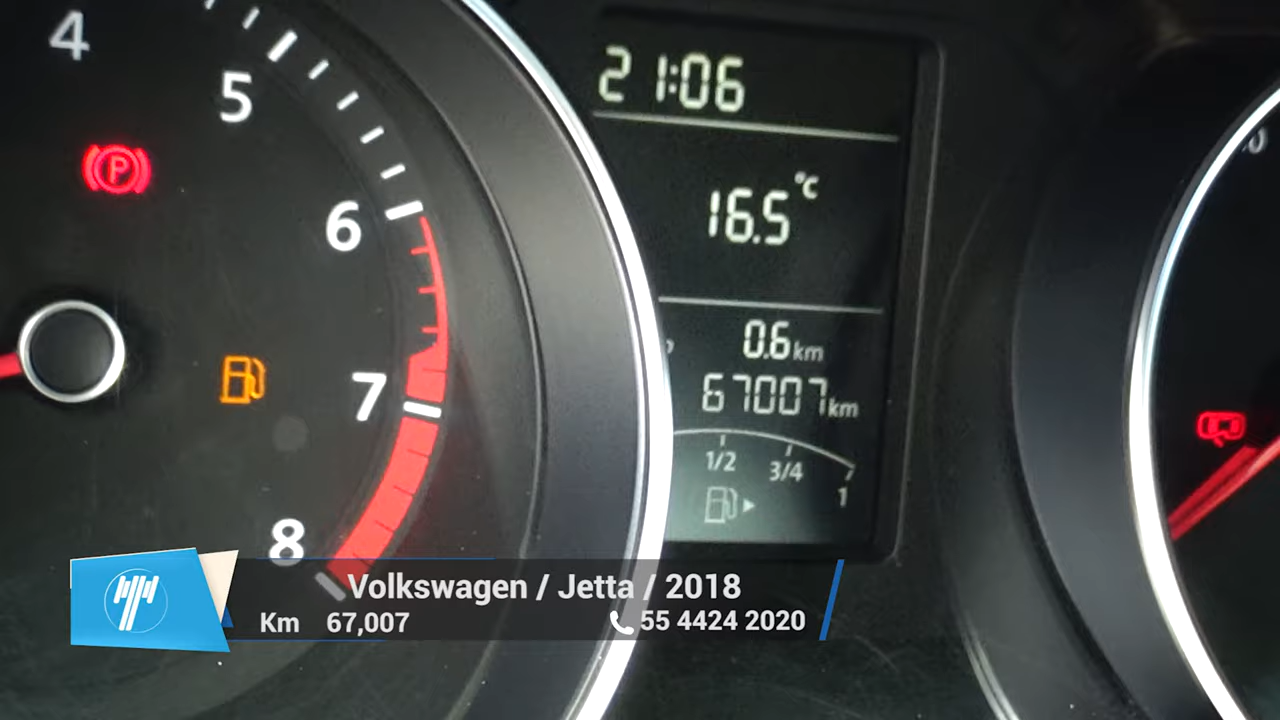 4
5
6
7
8
P
21:06
16.5 °C
0.6 km
67007 km
1/2 3/4 1
Volkswagen / Jetta / 2018
Km 67,007 55 4424 2020